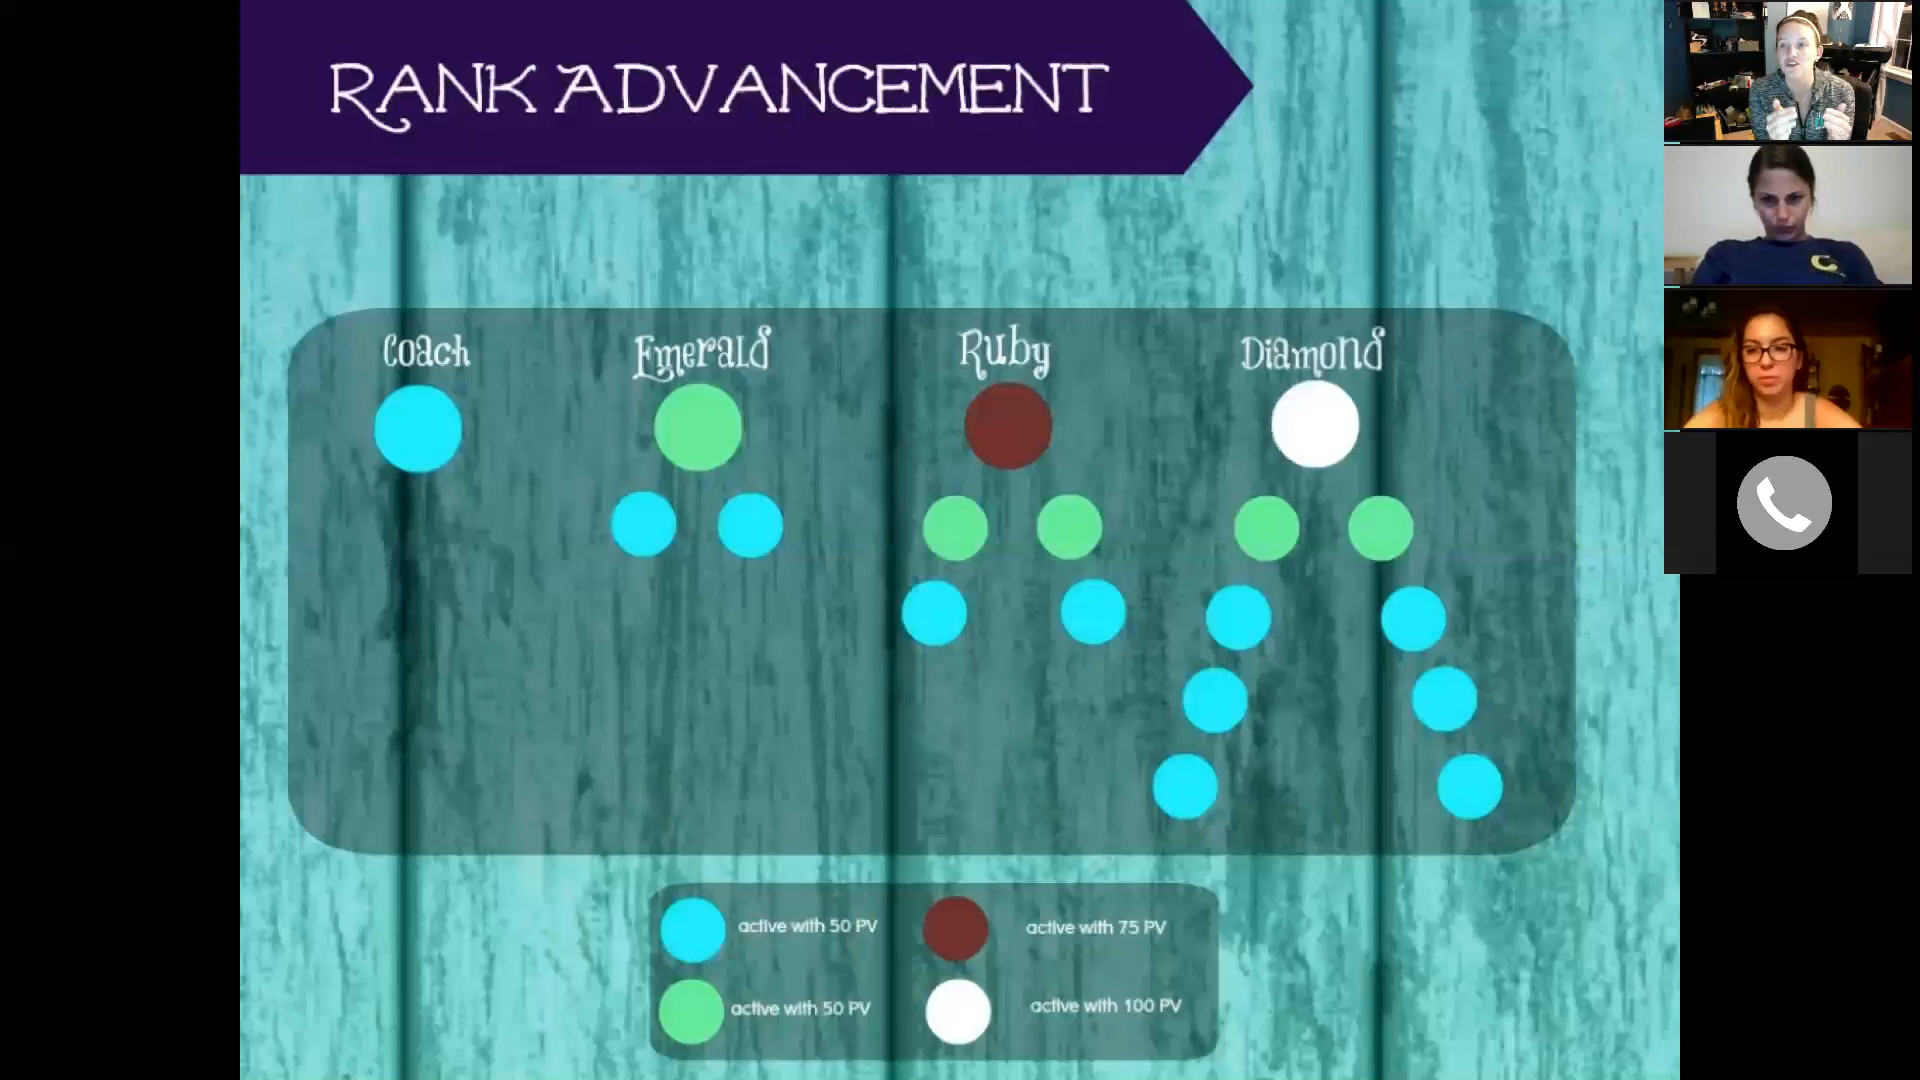 RANK ADVANCEMENT
Coach
Emerald
Ruby
Diamond
active with 50 PV
active with 75 PV
active with 50 PV
active with 100 PV
C